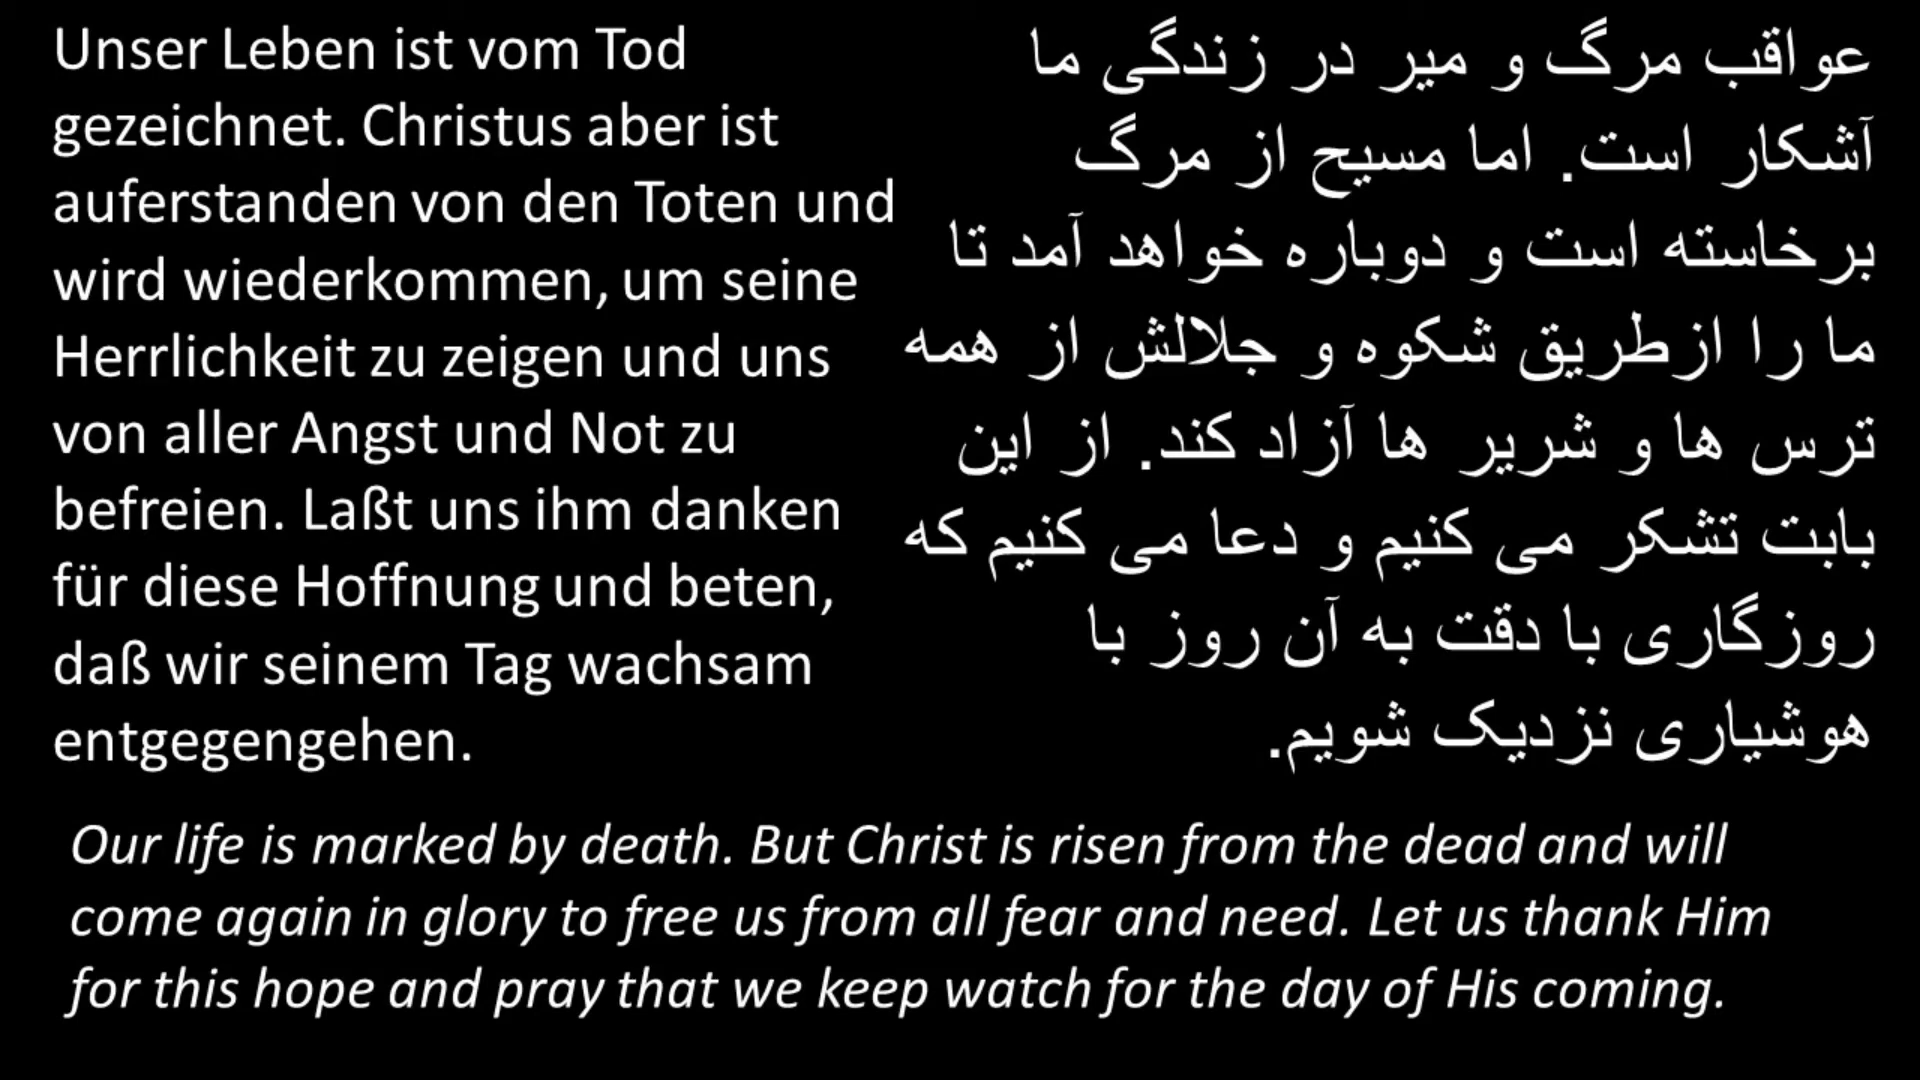 Unser Leben ist vom Tod
gezeichnet. Christus aber ist
auferstanden von den Toten und
wird wiederkommen, um seine
Herrlichkeit zu zeigen und uns
von aller Angst und Not zu
befreien. Laßt uns ihm danken
für diese Hoffnung und beten,
daß wir seinem Tag wachsam
entgegengehen.
عواقب مرگ و میر در زندگی ما
آشکار است. اما مسیح از مرگ
برخاسته است و دوباره خواهد آمد تا
ما را ازطریق شکوه و جلالش از همه
ترس ها و شریر ها آزاد کند. از این
بابت تشکر می کنیم و دعا می کنیم که
روزگاری با دقت به آن روز با
هوشیاری نزدیک شویم.
Our life is marked by death. But Christ is risen from the dead and will
come again in glory to free us from all fear and need. Let us thank Him
for this hope and pray that we keep watch for the day of His coming.